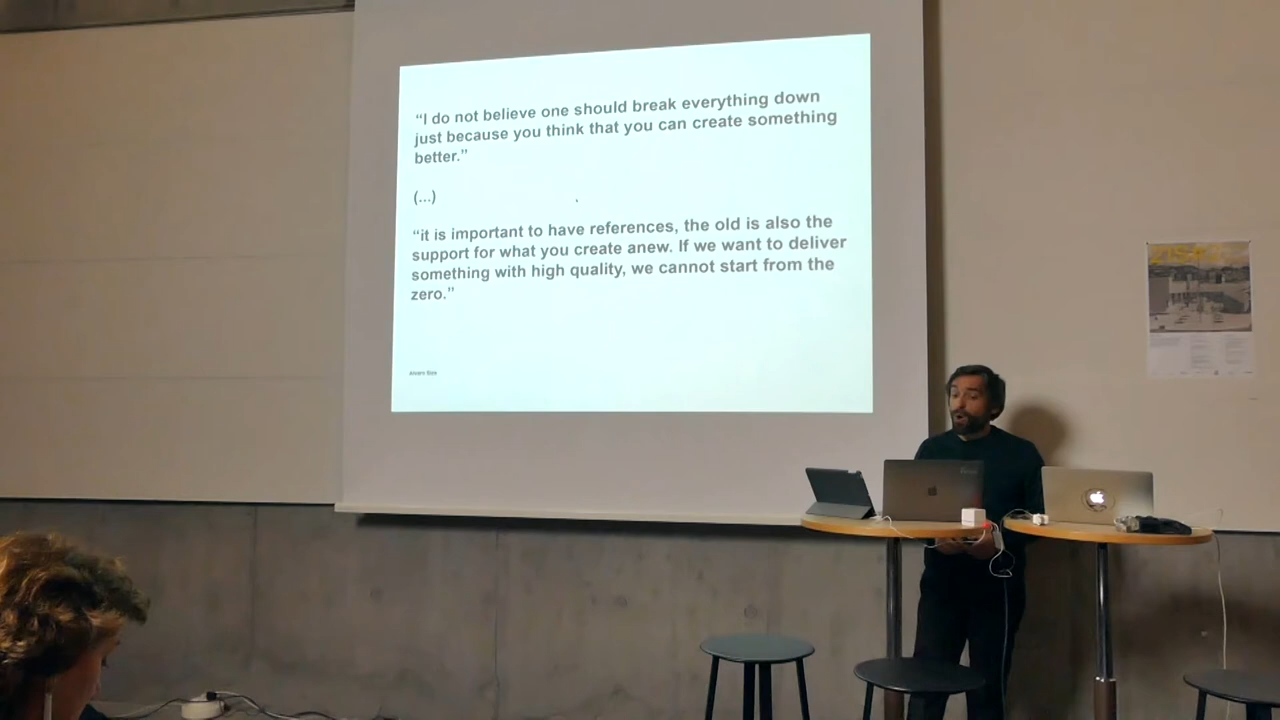 “I do not believe one should break everything down
just because you think that you can create something
better.”
(...)
“it is important to have references, the old is also the
support for what you create anew. If we want to deliver
something with high quality, we cannot start from the
zero.”
Alvaro Siza